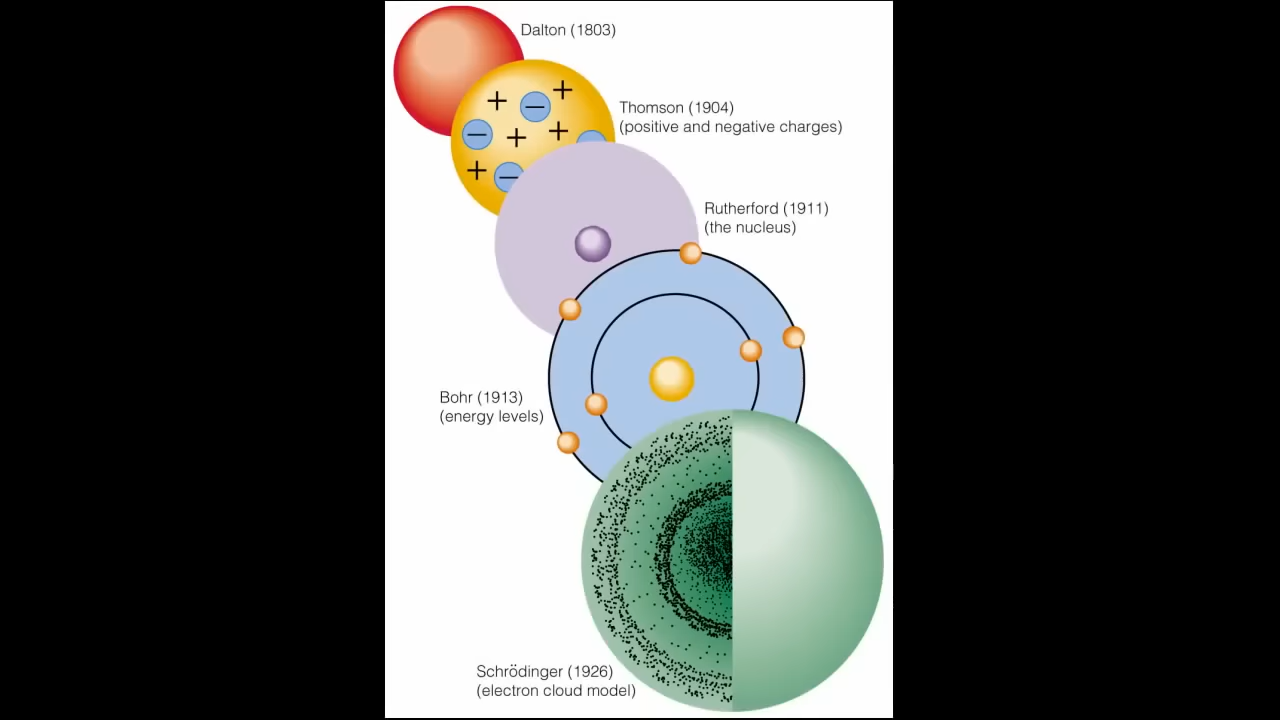 Dalton (1803)
+
+
−
Thomson (1904)
(positive and negative charges)
−
+
+
+
−
Rutherford (1911)
(the nucleus)
Bohr (1913)
(energy levels)
Schrödinger (1926)
(electron cloud model)